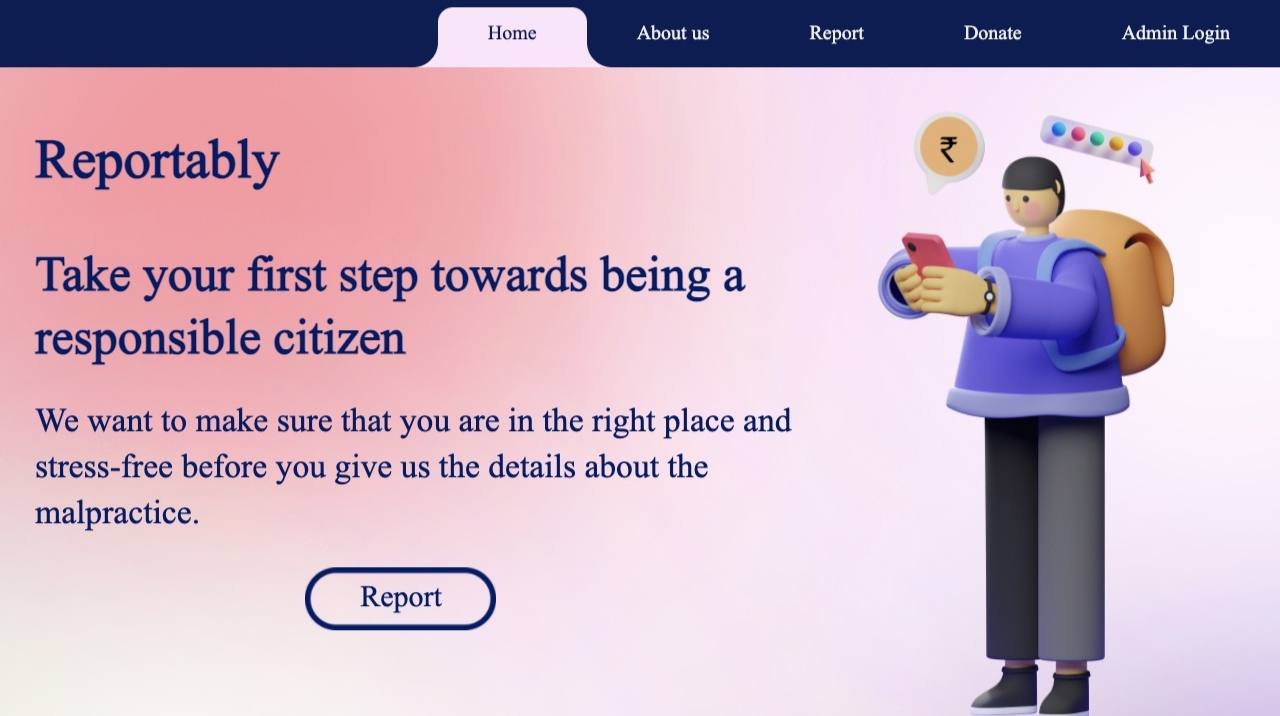 Home
About us
Report
Donate
Admin Login
₹
Reportably
Take your first step towards being a
responsible citizen
We want to make sure that you are in the right place and
stress-free before you give us the details about the
malpractice.
Report